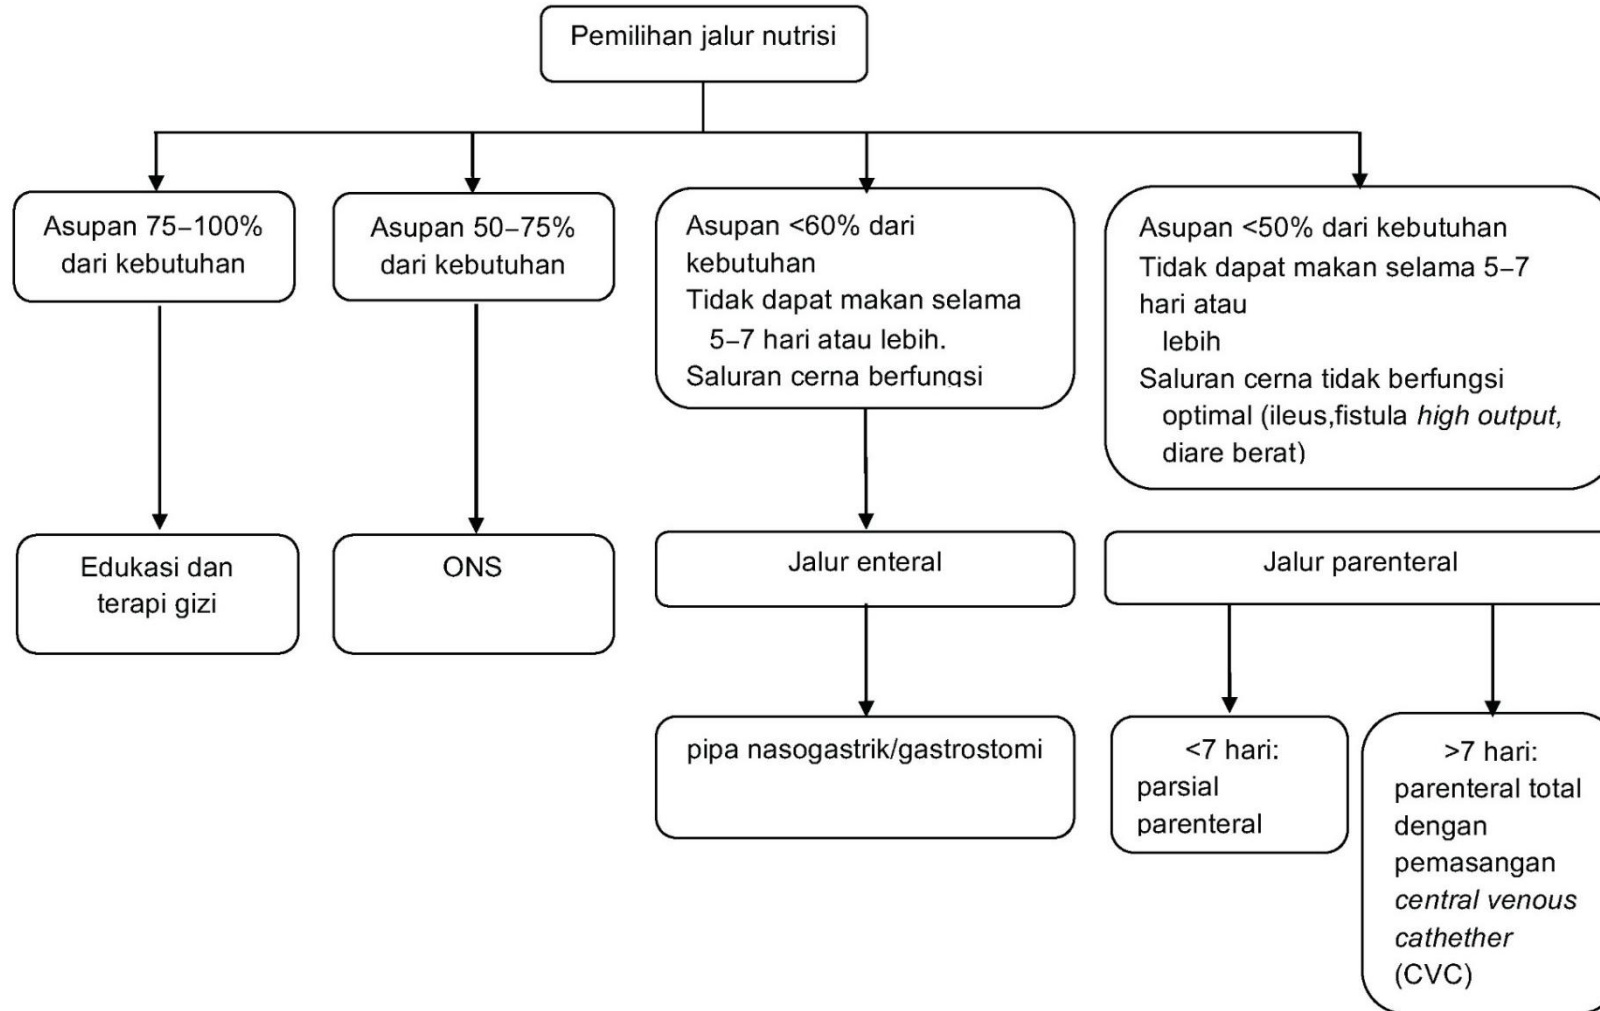 Pemilihan jalur nutrisi
Asupan 75–100%
dari kebutuhan
Asupan 50–75%
dari kebutuhan
Asupan <60% dari
kebutuhan
Tidak dapat makan selama
5–7 hari atau lebih.
Saluran cerna berfungsi
Asupan <50% dari kebutuhan
Tidak dapat makan selama 5–7
hari atau
lebih
Saluran cerna tidak berfungsi
optimal (ileus,fistula high output,
diare berat)
Edukasi dan
terapi gizi
ONS
Jalur enteral
Jalur parenteral
pipa nasogastrik/gastrostomi
<7 hari:
parsial
parenteral
>7 hari:
parenteral total
dengan
pemasangan
central venous
cathether
(CVC)